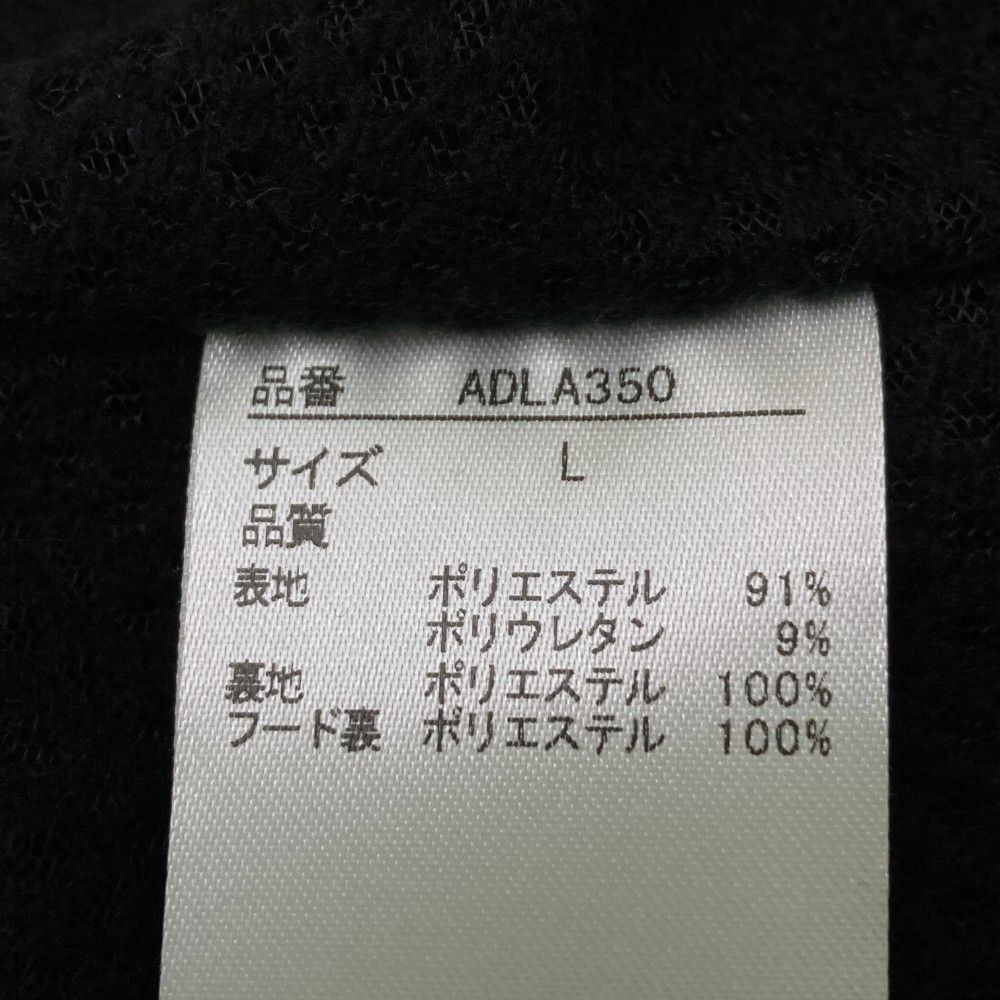 品番 ADLA350
サイズ L
品質
表地 ポリエステル 91%
ポリウレタン 9%
裏地 ポリエステル 100%
フード裏 ポリエステル 100%